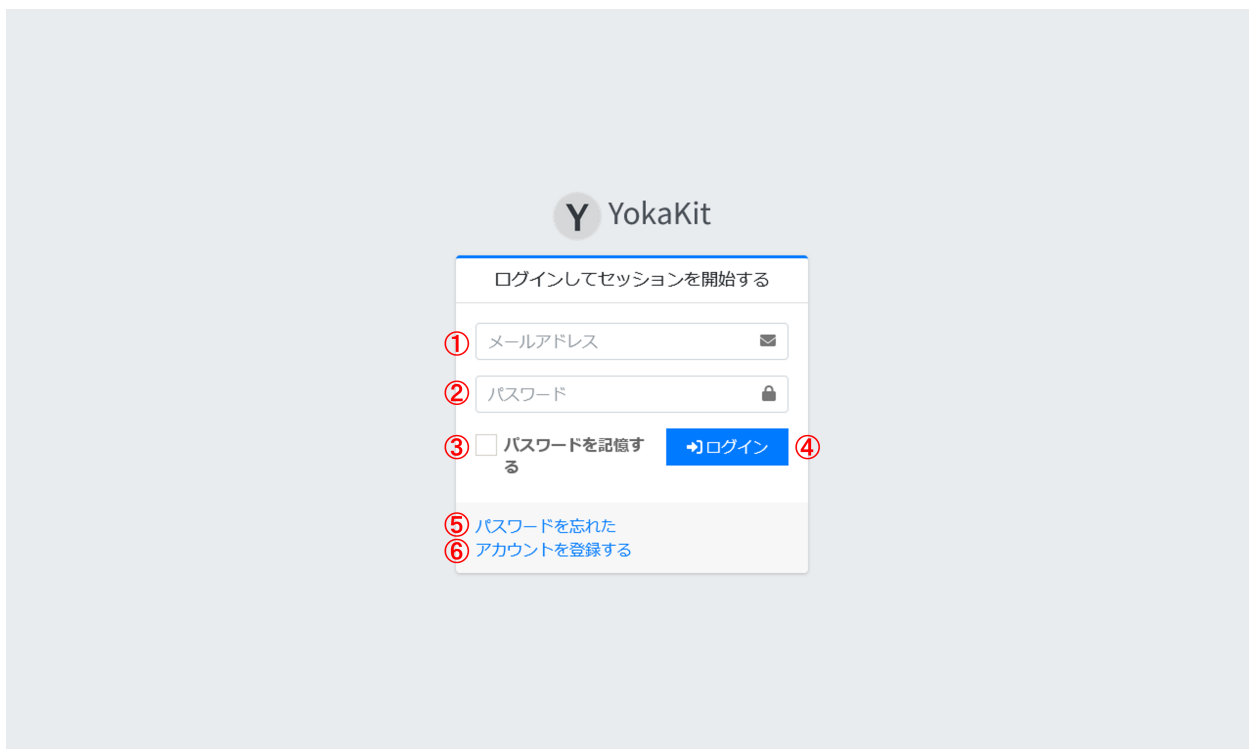 Y YokaKit
ログインしてセッションを開始する
① メールアドレス
② パスワード
③ パスワードを記憶す
る
ログイン ④
⑤ パスワードを忘れた
⑥ アカウントを登録する